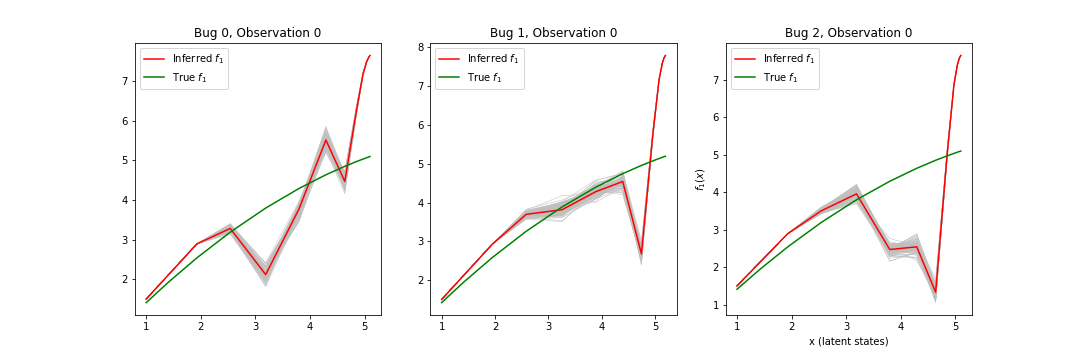 Bug 0, Observation 0
Inferred f₁
True f₁
7
6
5
4
3
2
1 2 3 4 5
Bug 1, Observation 0
Inferred f₁
True f₁
8
7
6
5
4
3
2
1 2 3 4 5
Bug 2, Observation 0
Inferred f₁
True f₁
f₁(x)
7
6
5
4
3
2
1
1 2 3 4 5
x (latent states)